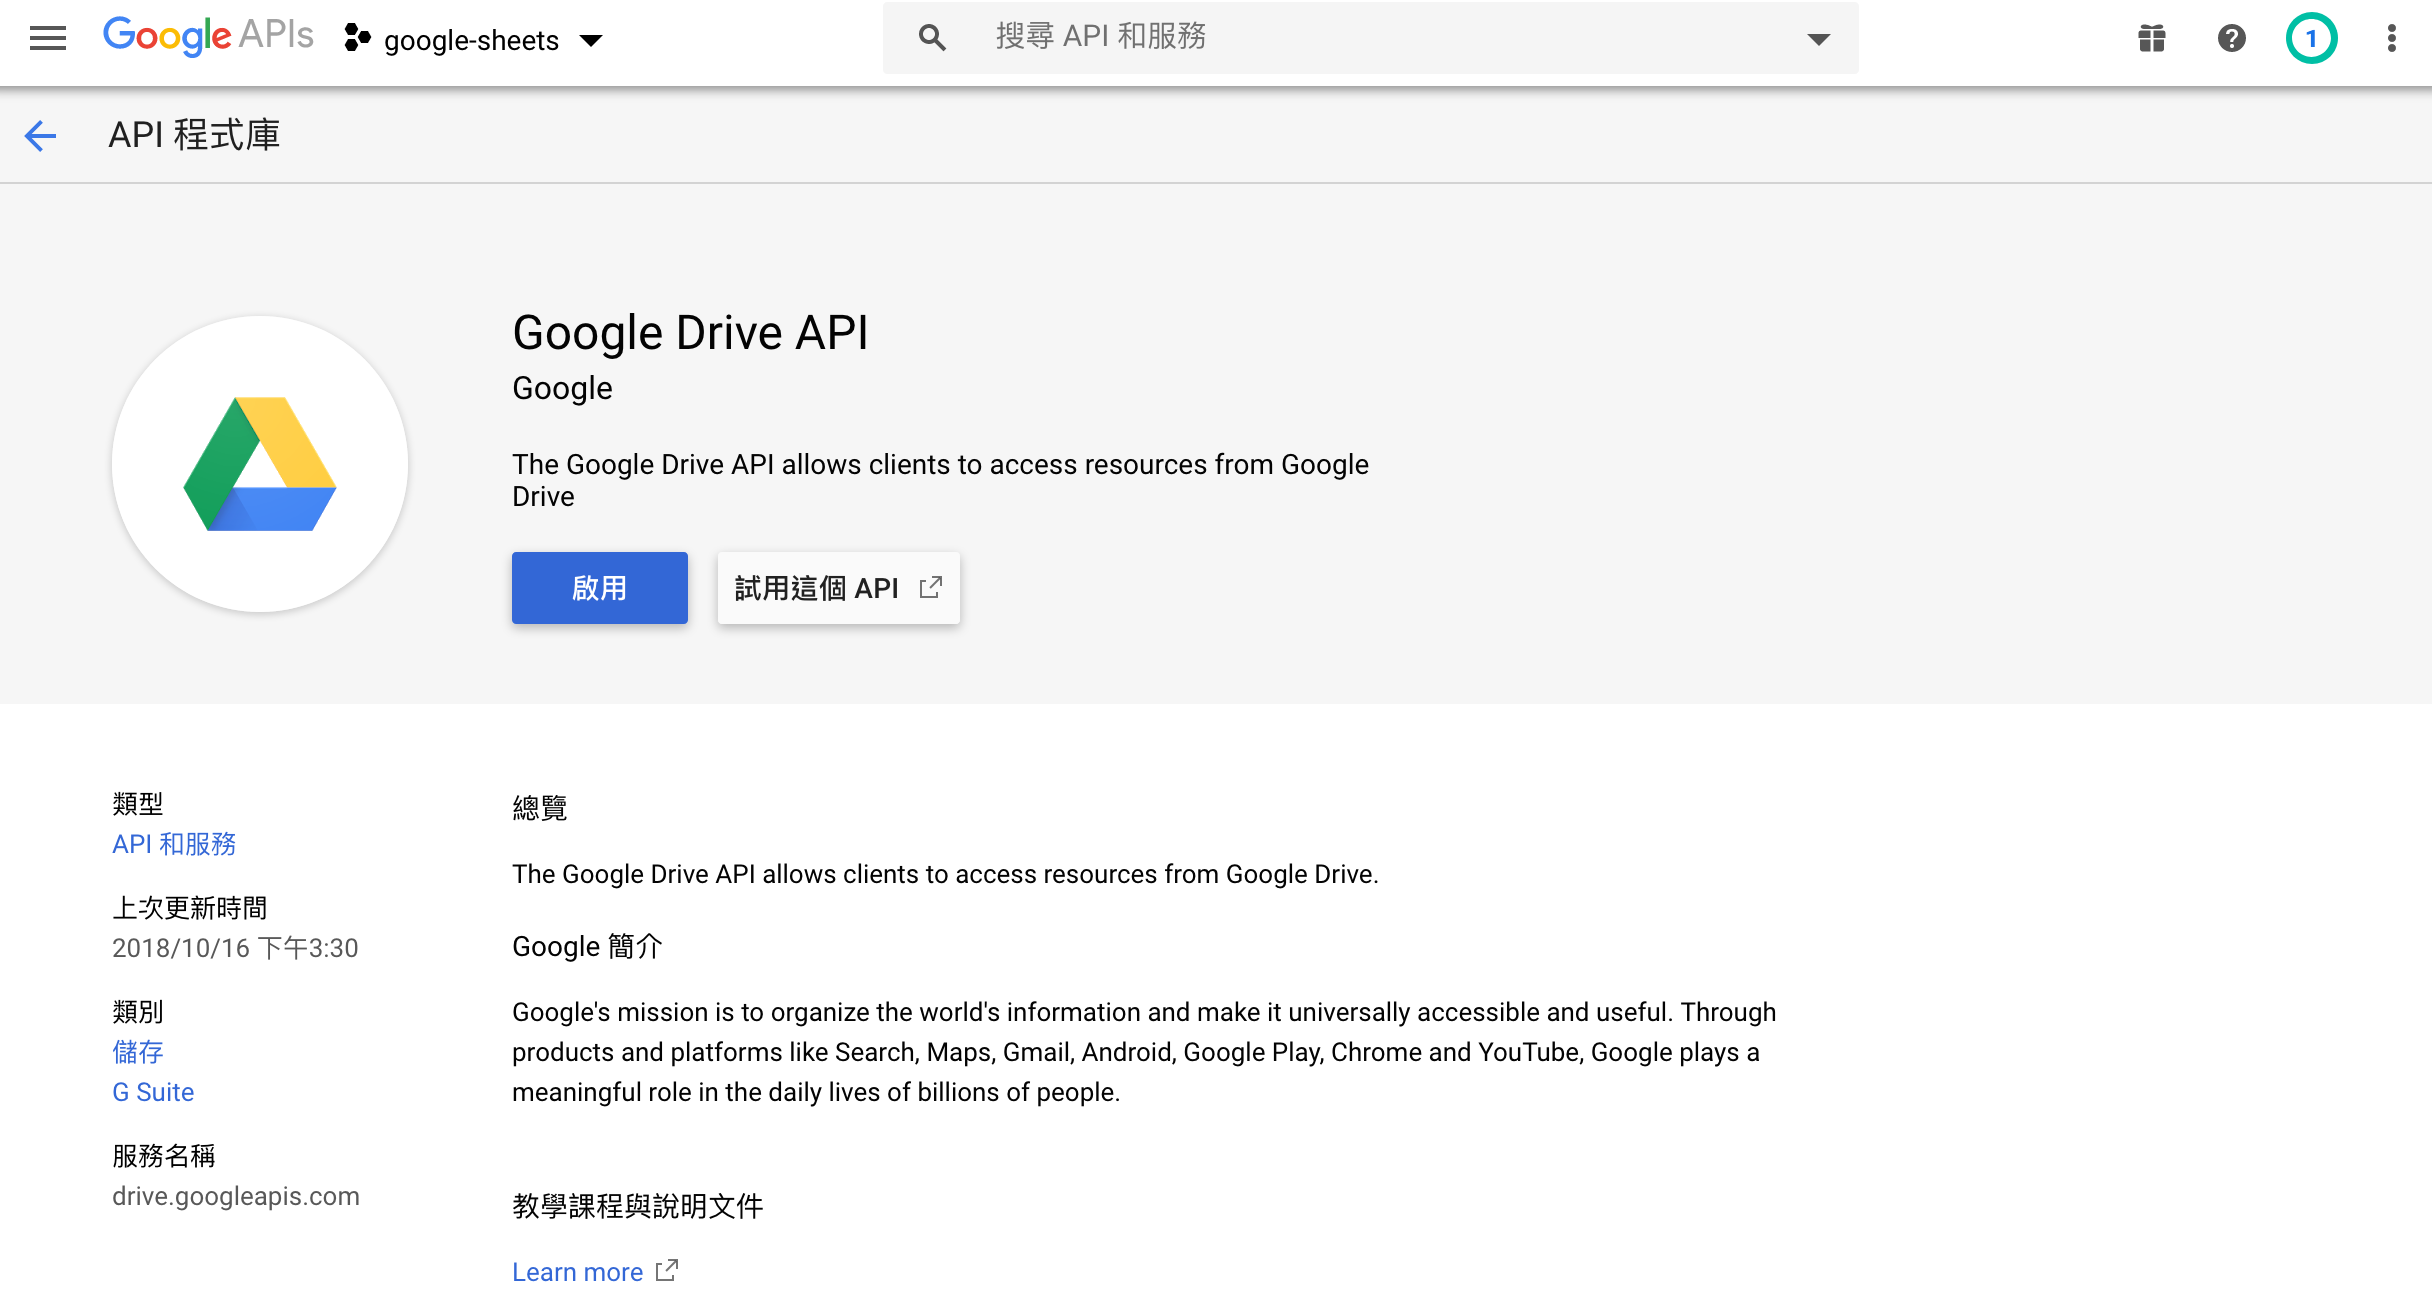 Google APIs google-sheets 搜尋 API 和服務 1
API 程式庫
Google Drive API
Google
The Google Drive API allows clients to access resources from Google
Drive
啟用 試用這個 API
類型
API 和服務
上次更新時間
2018/10/16 下午3:30
類別
儲存
G Suite
服務名稱
drive.googleapis.com
總覽
The Google Drive API allows clients to access resources from Google Drive.
Google 簡介
Google's mission is to organize the world's information and make it universally accessible and useful. Through
products and platforms like Search, Maps, Gmail, Android, Google Play, Chrome and YouTube, Google plays a
meaningful role in the daily lives of billions of people.
教學課程與說明文件
Learn more